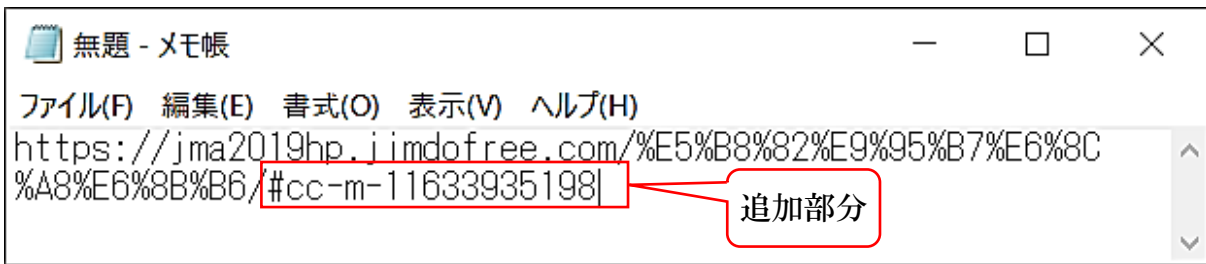 無題 - メモ帳
ファイル(F) 編集(E) 書式(O) 表示(V) ヘルプ(H)
https://jma2019hp.jimdofree.com/%E5%B8%82%E9%95%B7%E6%8C
%A8%E6%8B%B6/#cc-m-11633935198
追加部分